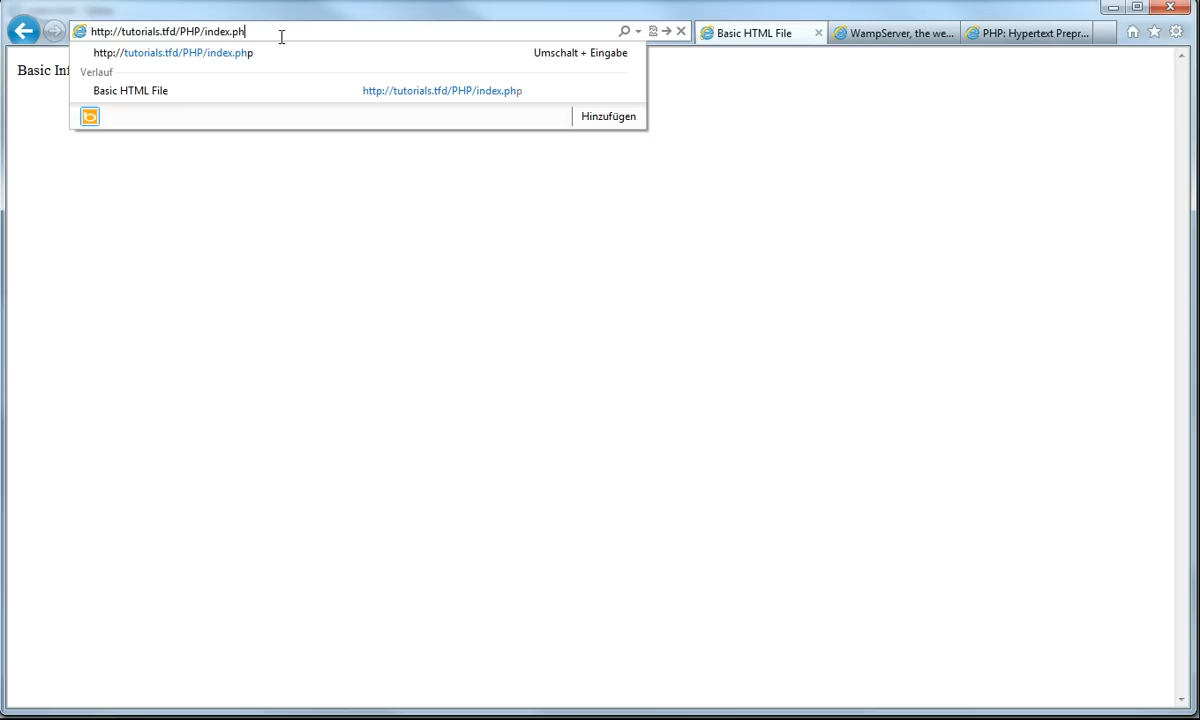 http://tutorials.tfd/PHP/index.ph
Basic HTML File
WampServer, the we...
PHP: Hypertext Prepr...
http://tutorials.tfd/PHP/index.php Umschalt + Eingabe
Basic Inf
Verlauf
Basic HTML File http://tutorials.tfd/PHP/index.php
Hinzufügen